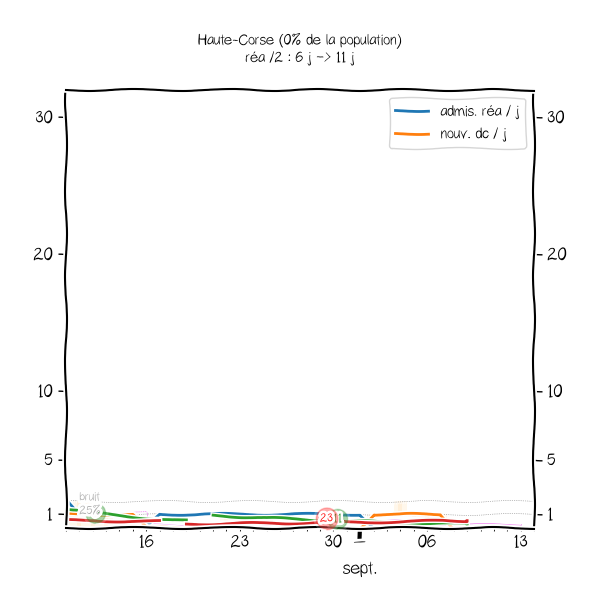 Haute-Corse (0% de la population)
réa /2 : 6 j -> 11 j
admis. réa / j
nouv. dc / j
30
30
20
20
10
10
5
5
bruit
25%
23
1
1
16
23
30
06
13
sept.